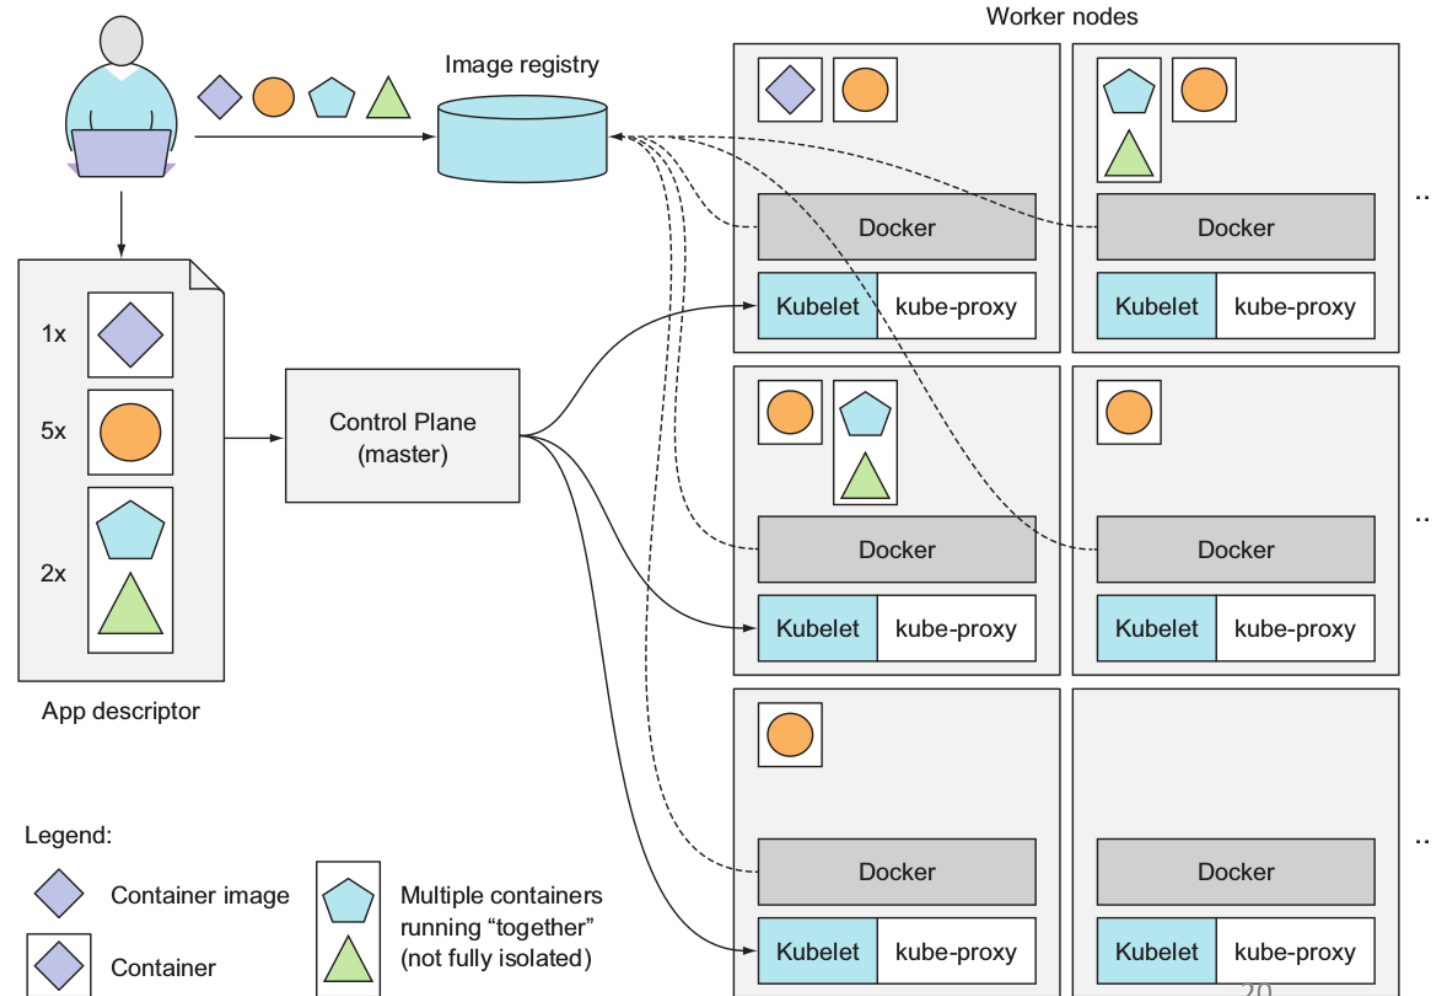 Worker nodes
Image registry
Docker
Docker
Kubelet kube-proxy
Kubelet kube-proxy
..
1x
5x
2x
App descriptor
Control Plane
(master)
Docker
Docker
Kubelet kube-proxy
Kubelet kube-proxy
..
Docker
Docker
Kubelet kube-proxy
Kubelet kube-proxy
..
Legend:
Container image
Container
Multiple containers
running “together”
(not fully isolated)
20